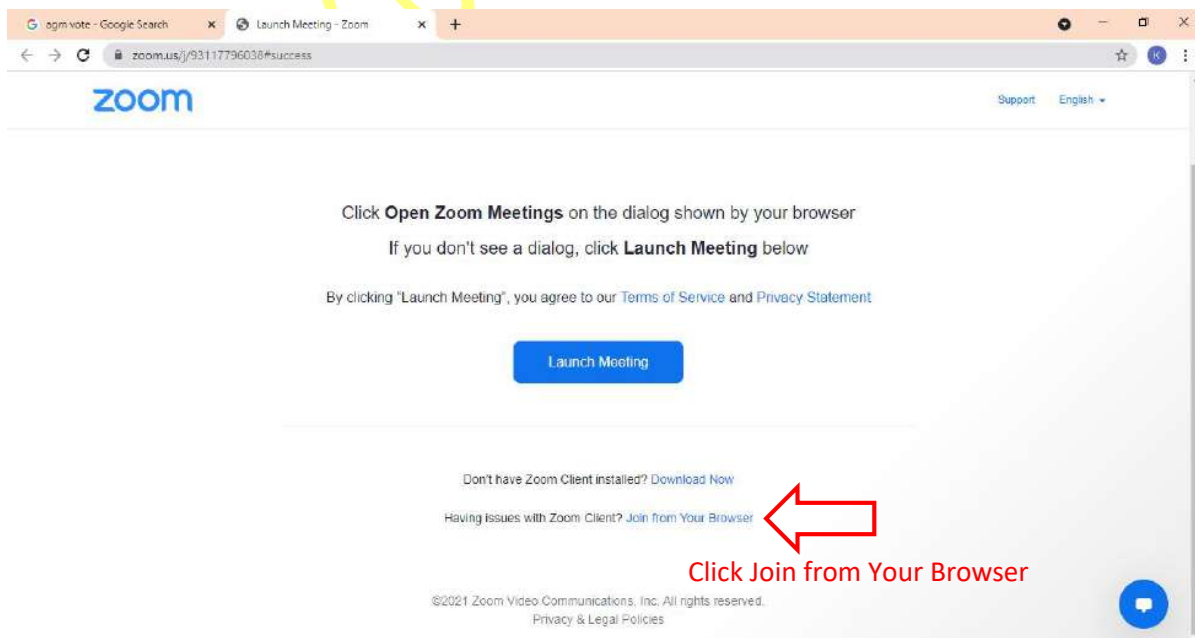 agm vote - Google Search
Launch Meeting - Zoom
zoom.us/j/93117796038#success
K
zoom
Support English
Click Open Zoom Meetings on the dialog shown by your browser
If you don't see a dialog, click Launch Meeting below
By clicking "Launch Meeting", you agree to our Terms of Service and Privacy Statement
Launch Meeting
Don't have Zoom Client installed? Download Now
Having issues with Zoom Client? Join from Your Browser
Click Join from Your Browser
©2021 Zoom Video Communications, Inc. All rights reserved.
Privacy & Legal Policies